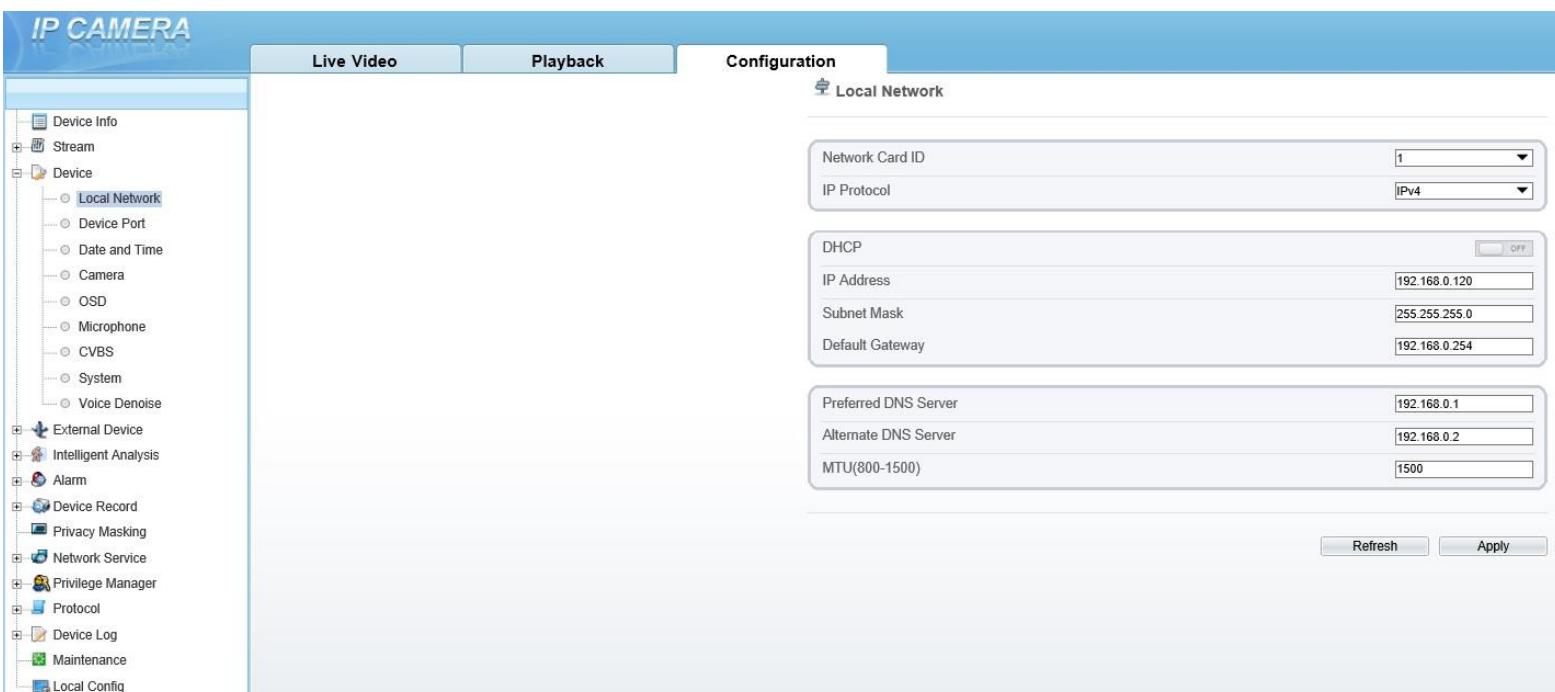 IP CAMERA
Live Video Playback Configuration
Device Info
Stream
Device
Local Network
Device Port
Date and Time
Camera
OSD
Microphone
CVBS
System
Voice Denoise
External Device
Intelligent Analysis
Alarm
Device Record
Privacy Masking
Network Service
Privilege Manager
Protocol
Device Log
Maintenance
Local Config
Local Network
Network Card ID 1
IP Protocol IPv4
DHCP OFF
IP Address 192.168.0.120
Subnet Mask 255.255.255.0
Default Gateway 192.168.0.254
Preferred DNS Server 192.168.0.1
Alternate DNS Server 192.168.0.2
MTU(800-1500) 1500
Refresh Apply